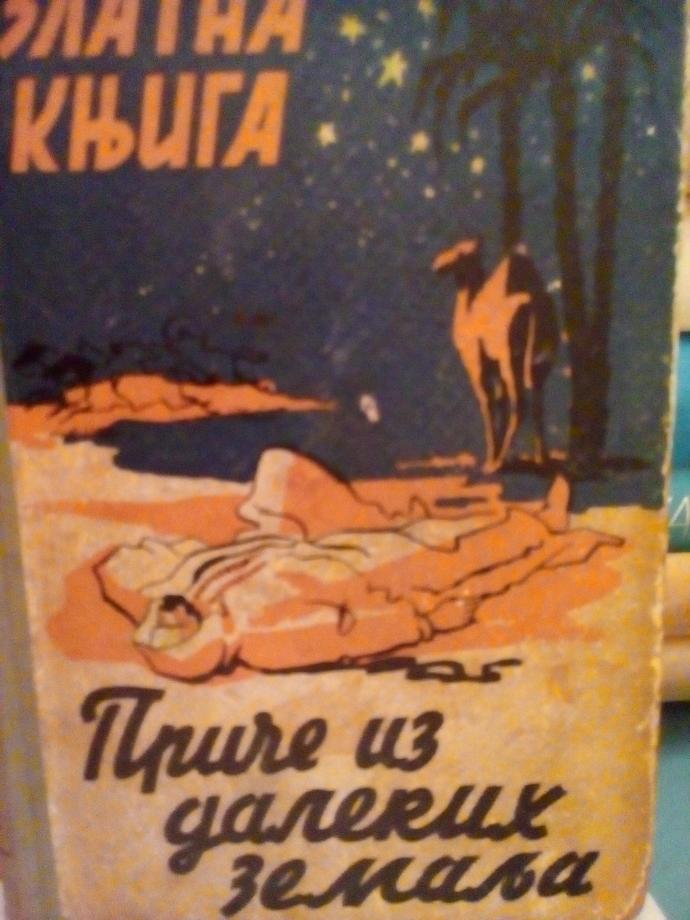 ЗЛАТНА
КЊИГА
Приче из
далеких
земаља